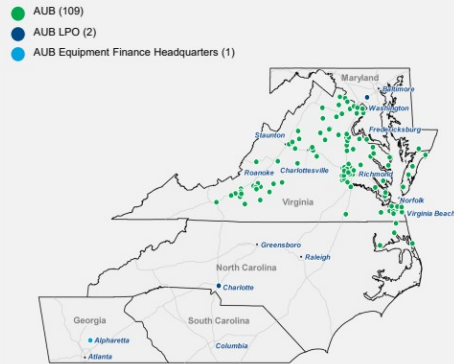 AUB (109)
AUB LPO (2)
AUB Equipment Finance Headquarters (1)
Maryland
Baltimore
Washington
Fredericksburg
Staunton
Roanoke
Charlottesville
Richmond
Virginia
Norfolk
Virginia Beach
Greensboro
Raleigh
North Carolina
Charlotte
Georgia
South Carolina
Alpharetta
Columbia
Atlanta